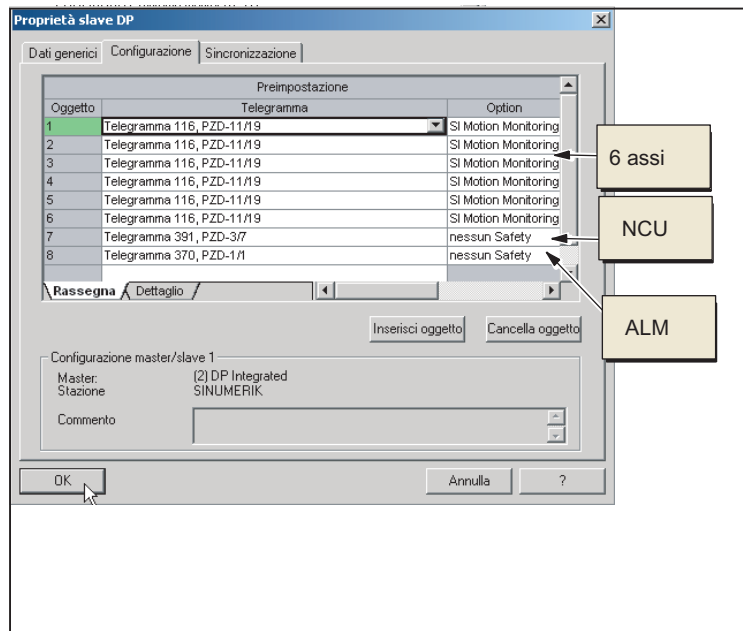 Proprietà slave DP
Dati generici Configurazione Sincronizzazione
Preimpostazione
Oggetto Telegramma Option
1 Telegramma 116, PZD-11/19 SI Motion Monitoring
2 Telegramma 116, PZD-11/19 SI Motion Monitoring
3 Telegramma 116, PZD-11/19 SI Motion Monitoring
4 Telegramma 116, PZD-11/19 SI Motion Monitoring
5 Telegramma 116, PZD-11/19 SI Motion Monitoring
6 Telegramma 116, PZD-11/19 SI Motion Monitoring
7 Telegramma 391, PZD-3/7 nessun Safety
8 Telegramma 370, PZD-1/1 nessun Safety
6 assi
NCU
ALM
Rassegna Dettaglio
Inserisci oggetto Cancella oggetto
Configurazione master/slave 1
Master: (2) DP Integrated
Stazione SINUMERIK
Commento
OK Annulla ?